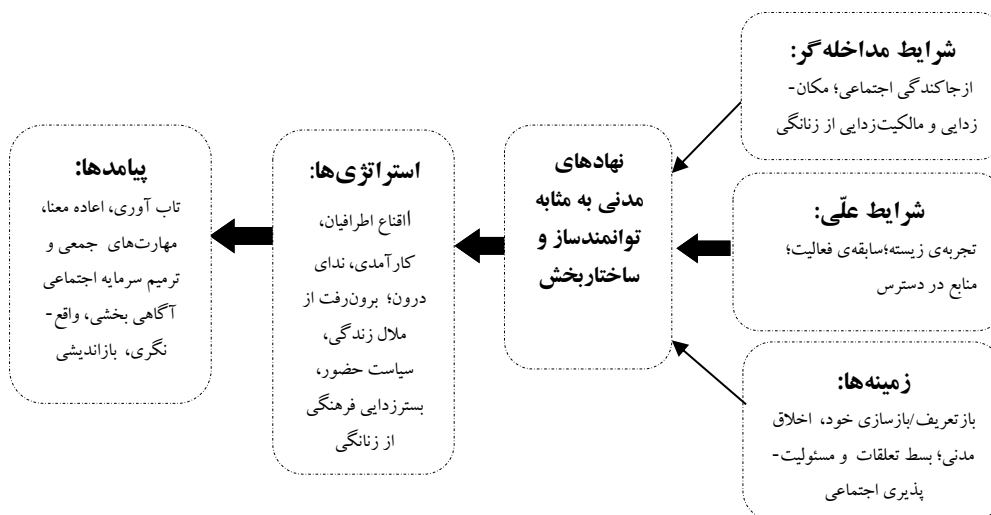 شرایط مداخله‌گر:
ازجاکندگی اجتماعی؛ مکان-
زدایی و مالکیت‌زدایی از زنانگی
شرایط علّی:
تجربه‌ی زیسته؛سابقه‌ی فعالیت؛
منابع در دسترس
زمینه‌ها:
بازتعریف/بازسازی خود، اخلاق
مدنی؛ بسط تعلقات و مسئولیت-
پذیری اجتماعی
نهادهای
مدنی به مثابه
توانمندساز و
ساختاربخش
استراتژی‌ها:
ااقناع اطرافیان،
کارآمدی، ندای
درون؛ برون‌رفت از
ملال زندگی،
سیاست حضور،
بسترزدایی فرهنگی
از زنانگی
پیامدها:
تاب آوری، اعاده معنا،
مهارت‌های جمعی و
ترمیم سرمایه اجتماعی
آگاهی بخشی، واقع-
نگری، بازاندیشی